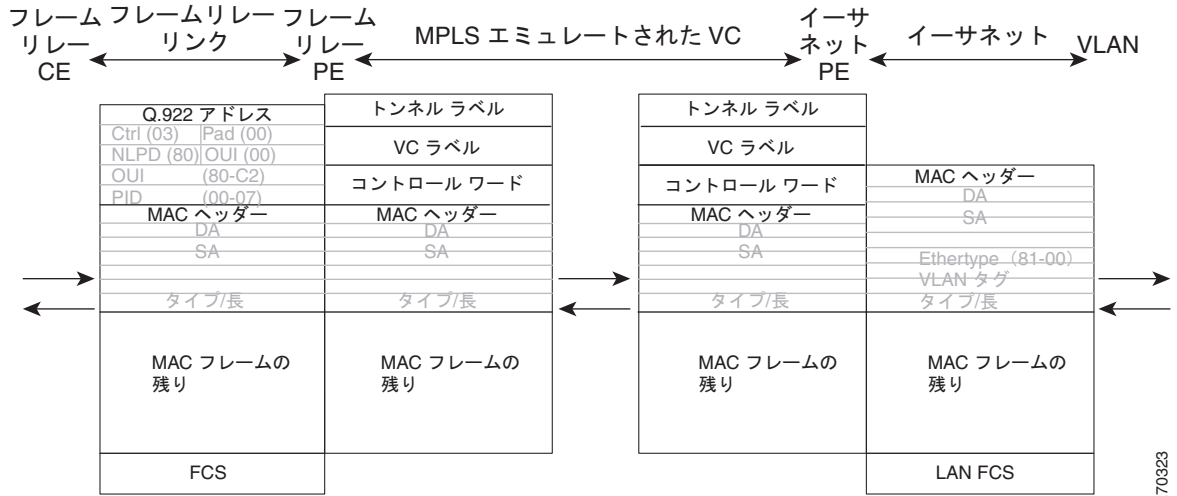 フレーム
リレー
CE
フレームリレー
リンク
フレーム
リレー
PE
MPLS エミュレートされた VC
イーサ
ネット
PE
イーサネット
VLAN
Q.922 アドレス
Ctrl (03) Pad (00)
NLPD (80) OUI (00)
OUI (80-C2)
PID (00-07)
MAC ヘッダー
DA
SA
タイプ/長
MAC フレームの
残り
FCS
トンネル ラベル
VC ラベル
コントロール ワード
MAC ヘッダー
DA
SA
タイプ/長
MAC フレームの
残り
トンネル ラベル
VC ラベル
コントロール ワード
MAC ヘッダー
DA
SA
タイプ/長
MAC フレームの
残り
MAC ヘッダー
DA
SA
Ethertype（81-00）
VLAN タグ
タイプ/長
MAC フレームの
残り
LAN FCS
70323